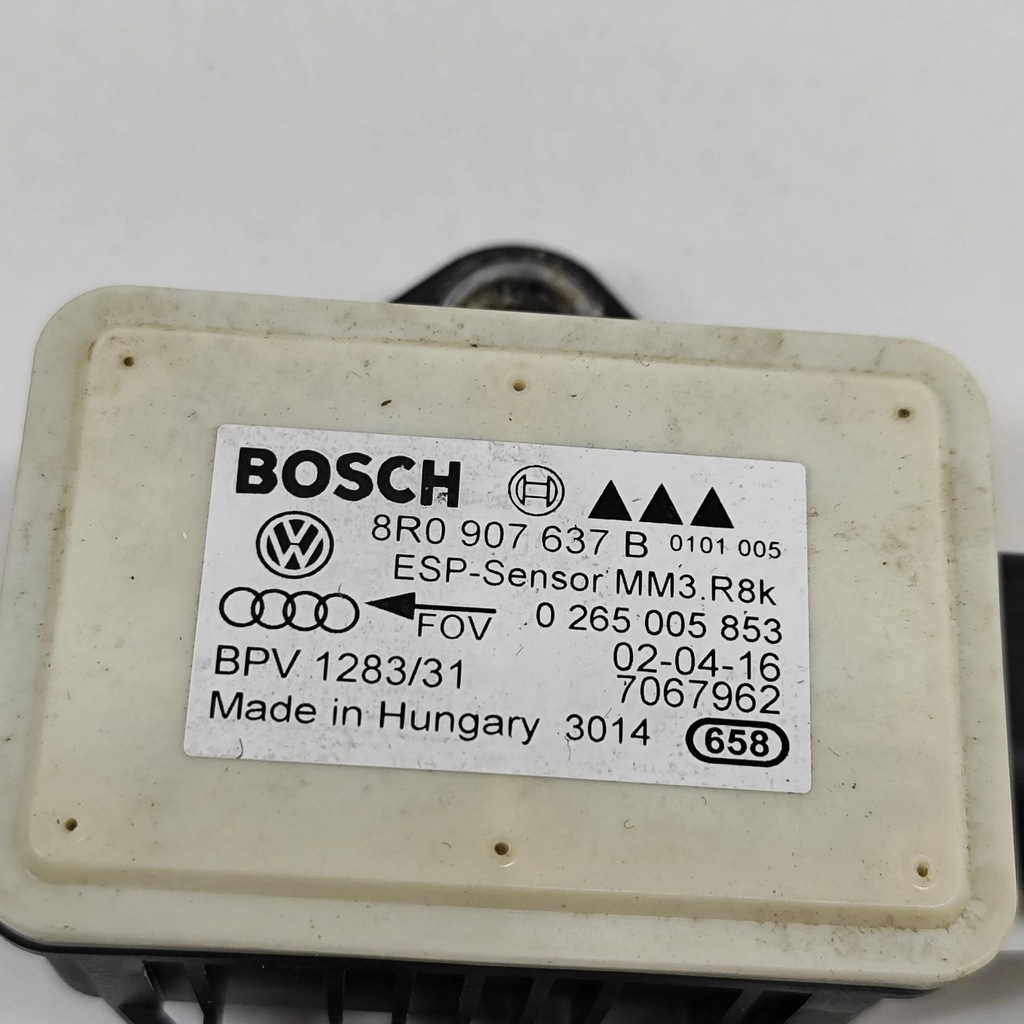 BOSCH
8R0 907 637 B 0101 005
ESP-Sensor MM3.R8k
FOV 0 265 005 853
BPV 1283/31 02-04-16
7067962
Made in Hungary 3014 658